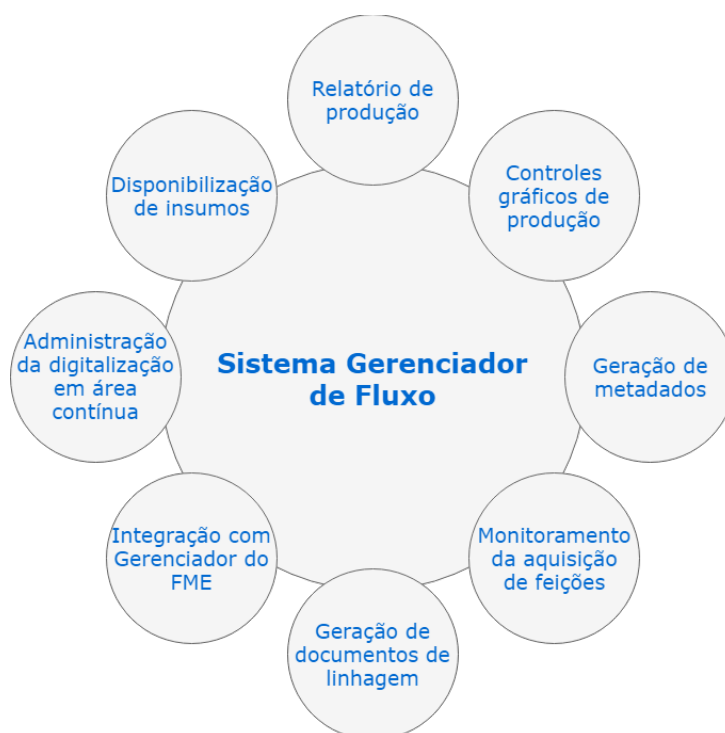 Relatório de
produção
Controles
gráficos de
produção
Disponibilização
de insumos
Administração
da digitalização
em área
contínua
Sistema Gerenciador
de Fluxo
Geração de
metadados
Integração com
Gerenciador do
FME
Monitoramento
da aquisição
de feições
Geração de
documentos de
linhagem